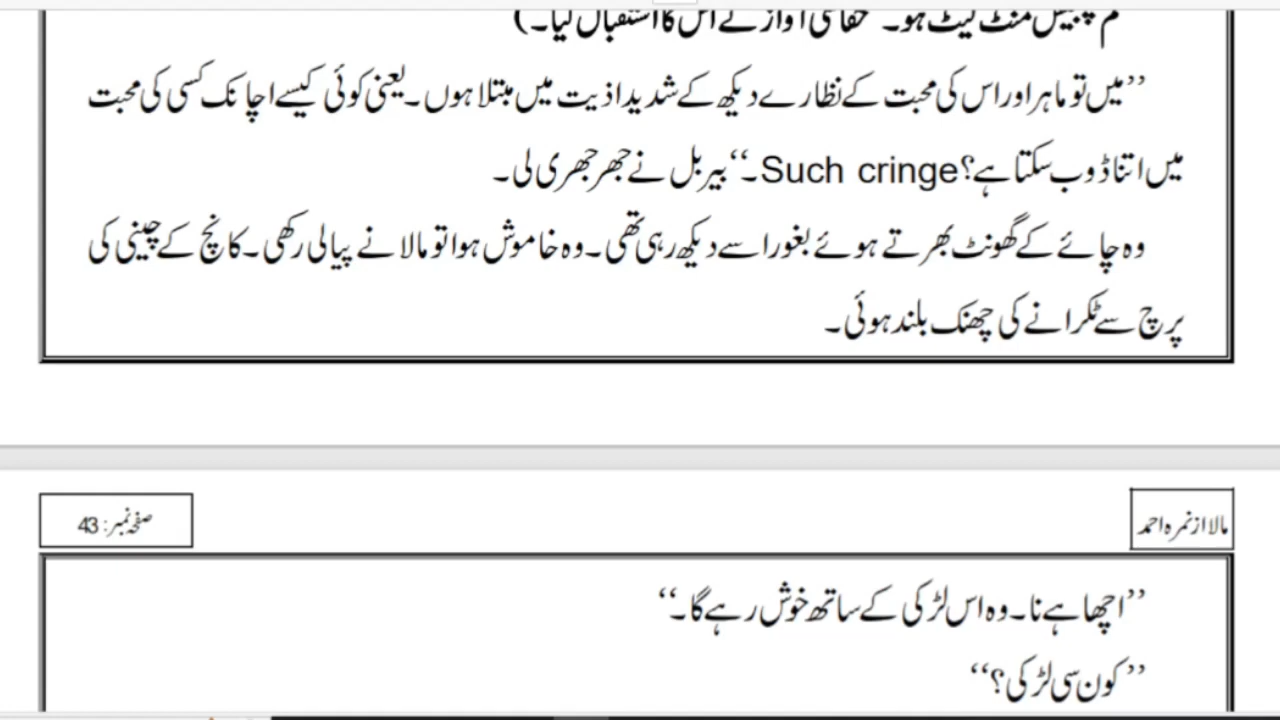 ”میں تو ماہر اور اس کی محبت کے نظارے دیکھ کے شدید اذیت میں مبتلا ہوں۔ یعنی کوئی کیسے اچانک کسی کی محبت
میں اتنا ڈوب سکتا ہے؟ Such cringe۔“ بیربل نے جھرجھری لی۔
وہ چائے کے گھونٹ بھرتے ہوئے بغور اسے دیکھ رہی تھی۔ وہ خاموش ہوا تو مالا نے پیالی رکھی۔ کانچ کے چینی کی
پرچ سے ٹکرانے کی چھنک بلند ہوئی۔
مالا از نمرہ احمد
صفحہ نمبر: 43
”اچھا ہے نا۔ وہ اس لڑکی کے ساتھ خوش رہے گا۔“
”کون سی لڑکی؟“